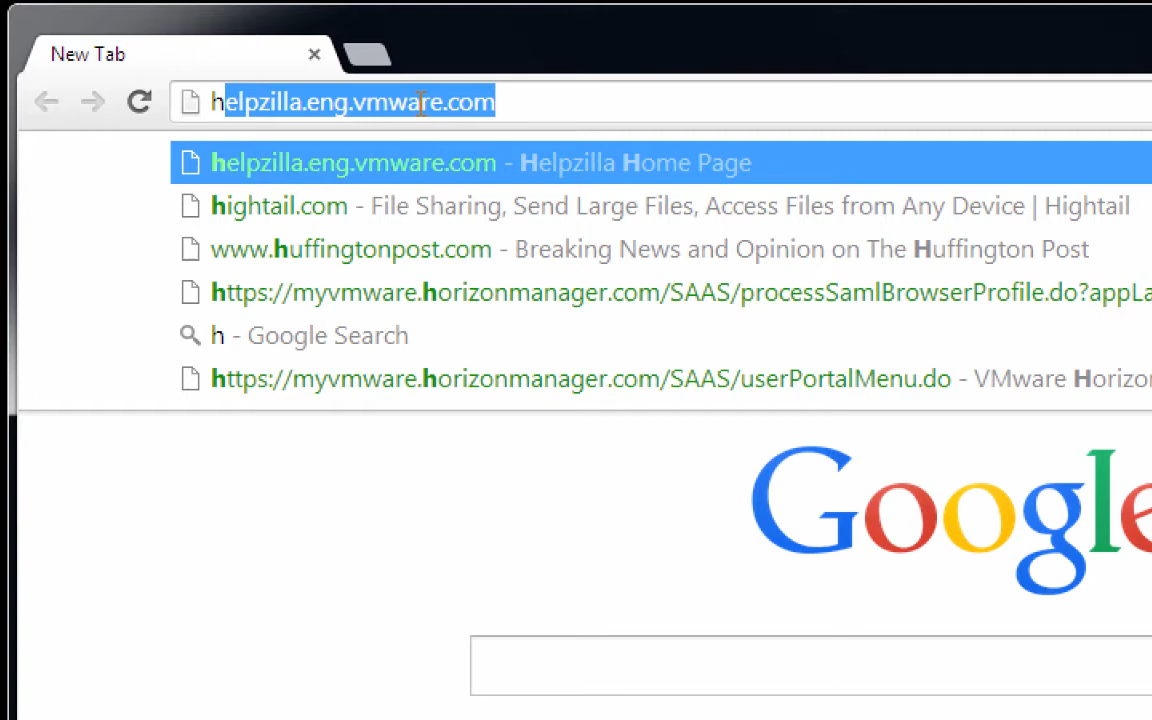 New Tab
helpzilla.eng.vmware.com
helpzilla.eng.vmware.com - Helpzilla Home Page
hightail.com - File Sharing, Send Large Files, Access Files from Any Device | Hightail
www.huffingtonpost.com - Breaking News and Opinion on The Huffington Post
https://myvmware.horizonmanager.com/SAAS/processSamlBrowserProfile.do?appLa
h - Google Search
https://myvmware.horizonmanager.com/SAAS/userPortalMenu.do - VMware Horizo
Google